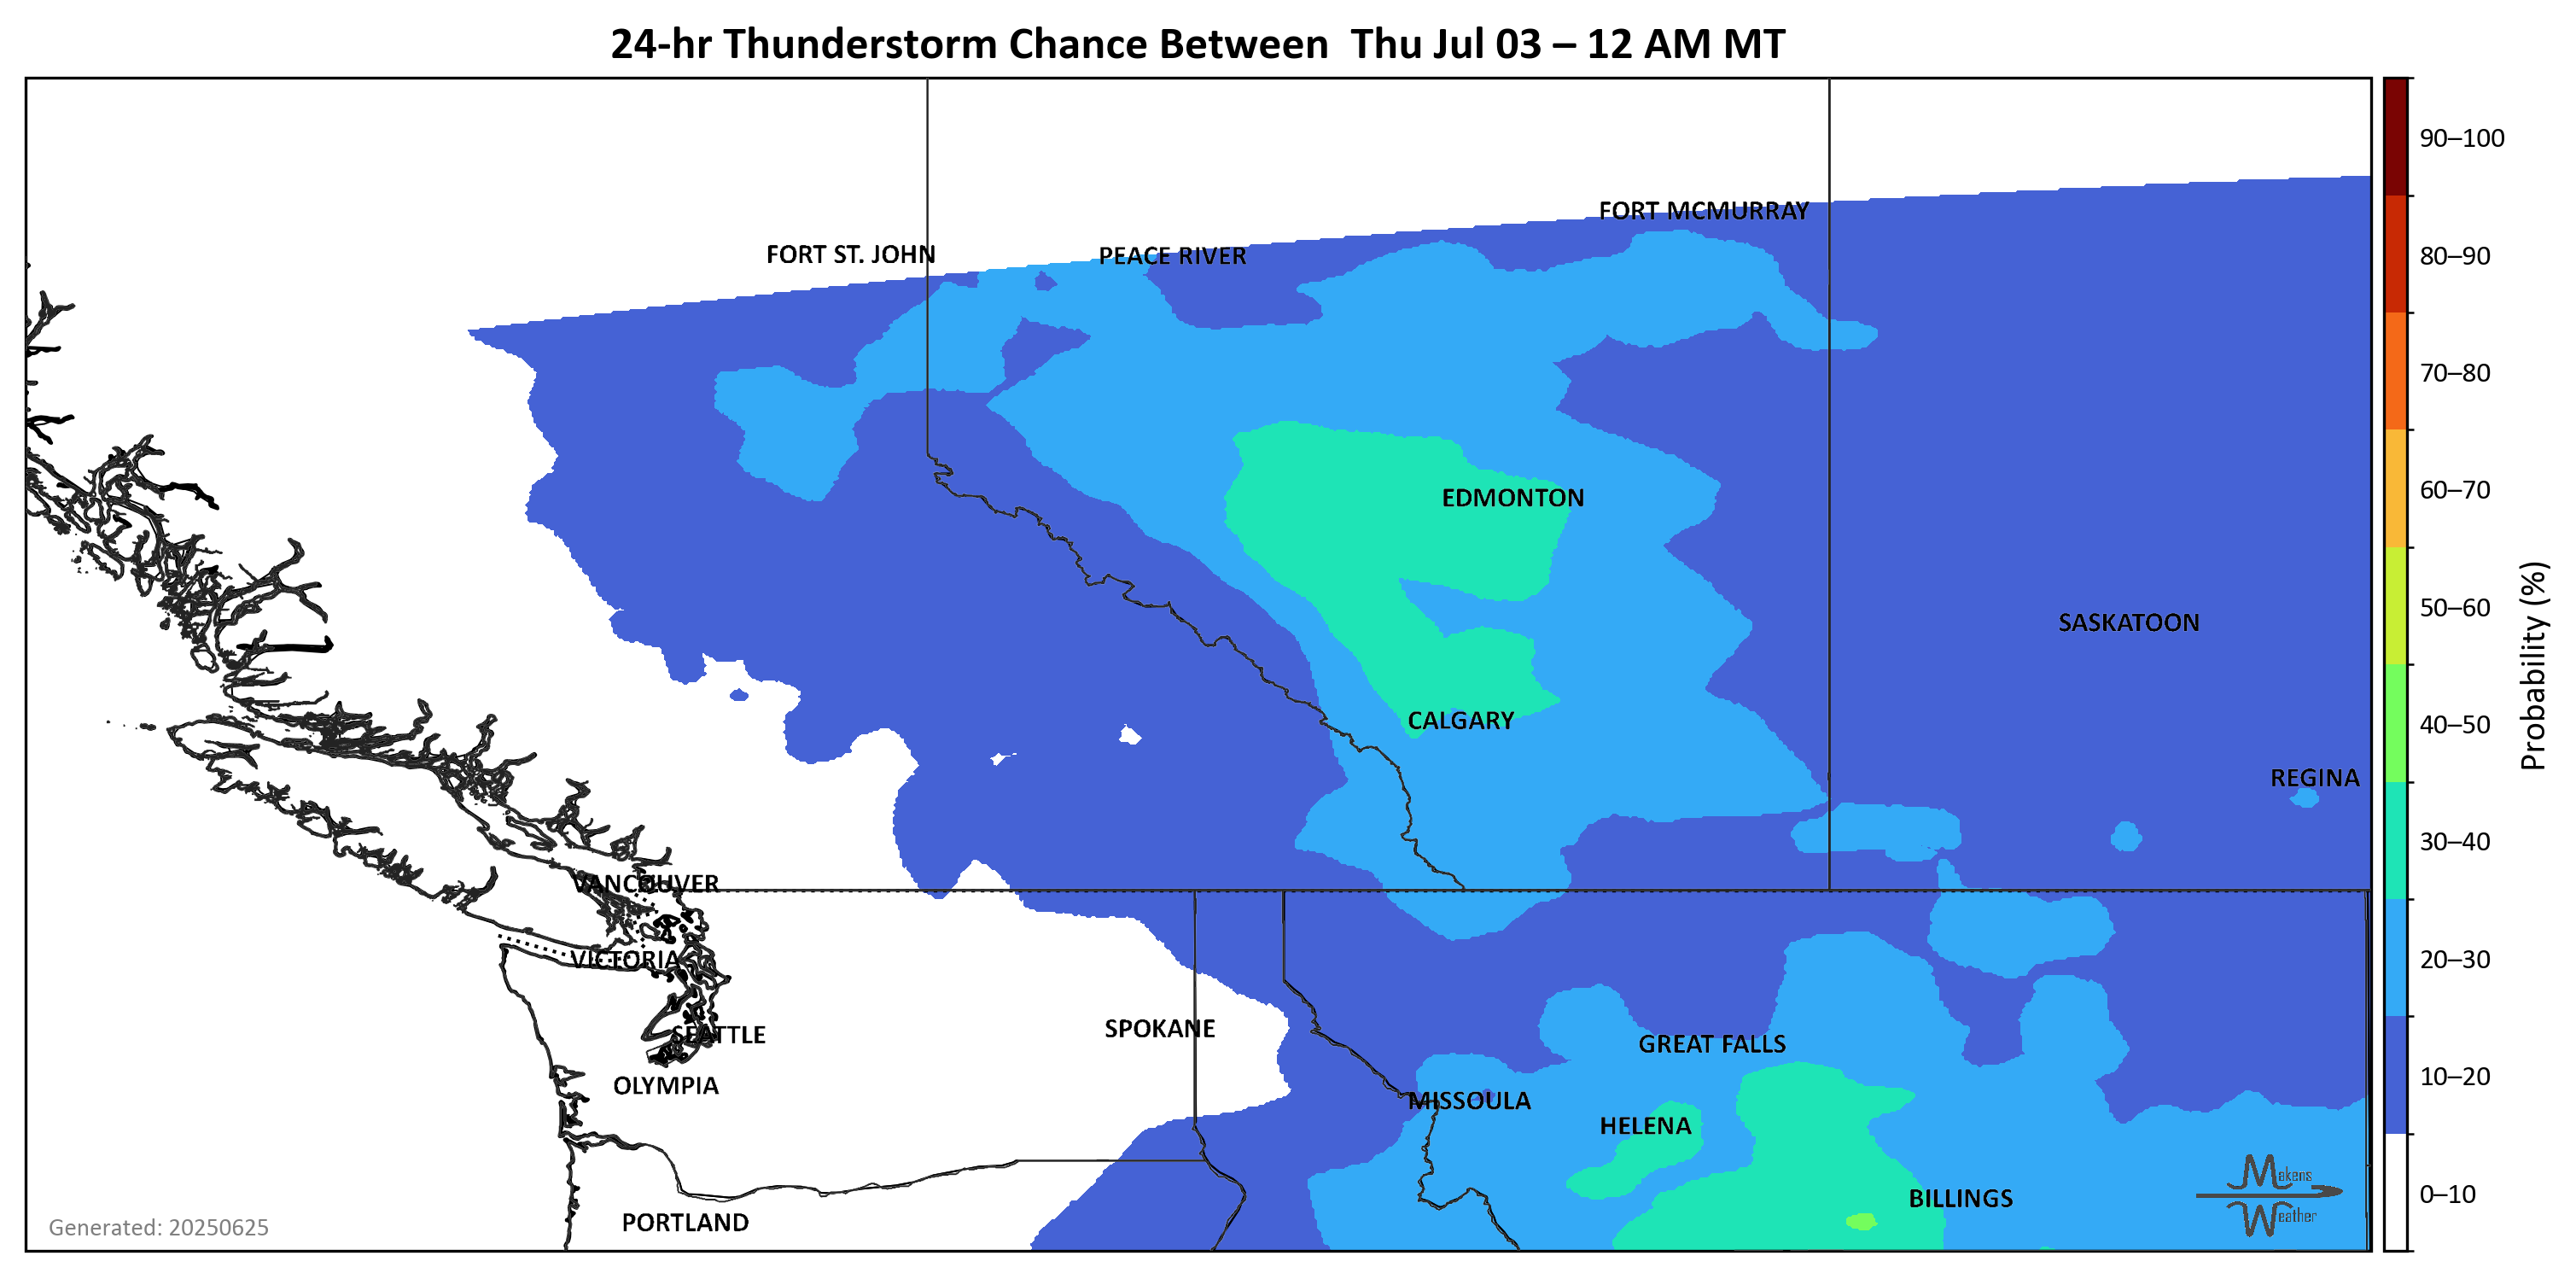 24-hr Thunderstorm Chance Between  Thu Jul 03 – 12 AM MT
90–100
FORT MCMURRAY
FORT ST. JOHN
PEACE RIVER
80–90
70–80
60–70
EDMONTON
50–60
SASKATOON
Probability (%)
CALGARY
40–50
REGINA
30–40
VANCOUVER
VICTORIA
20–30
SPOKANE
SEATTLE
GREAT FALLS
10–20
OLYMPIA
MISSOULA
HELENA
Makens
Weather
0–10
BILLINGS
PORTLAND
Generated: 20250625